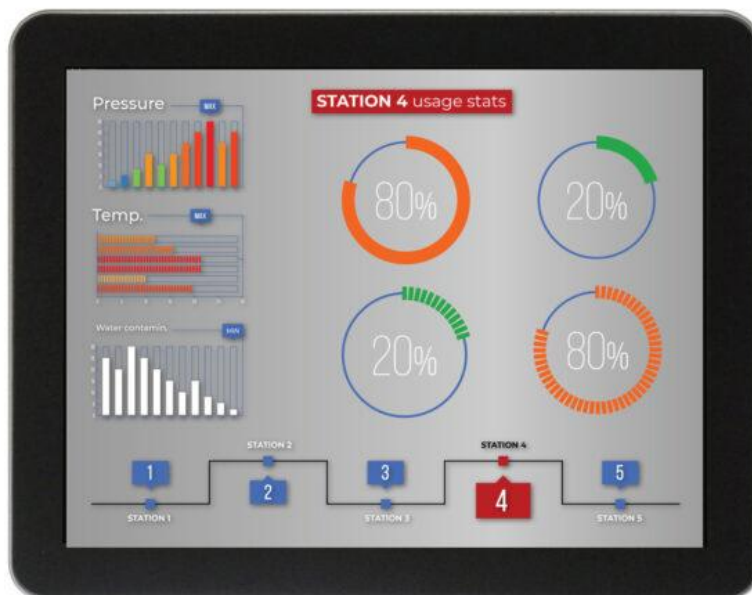 Pressure
MAX
STATION 4 usage stats
80%
20%
Temp.
MAX
Water contamin.
MIN
20%
80%
STATION 2
STATION 4
1
2
3
4
5
STATION 1
STATION 3
STATION 5